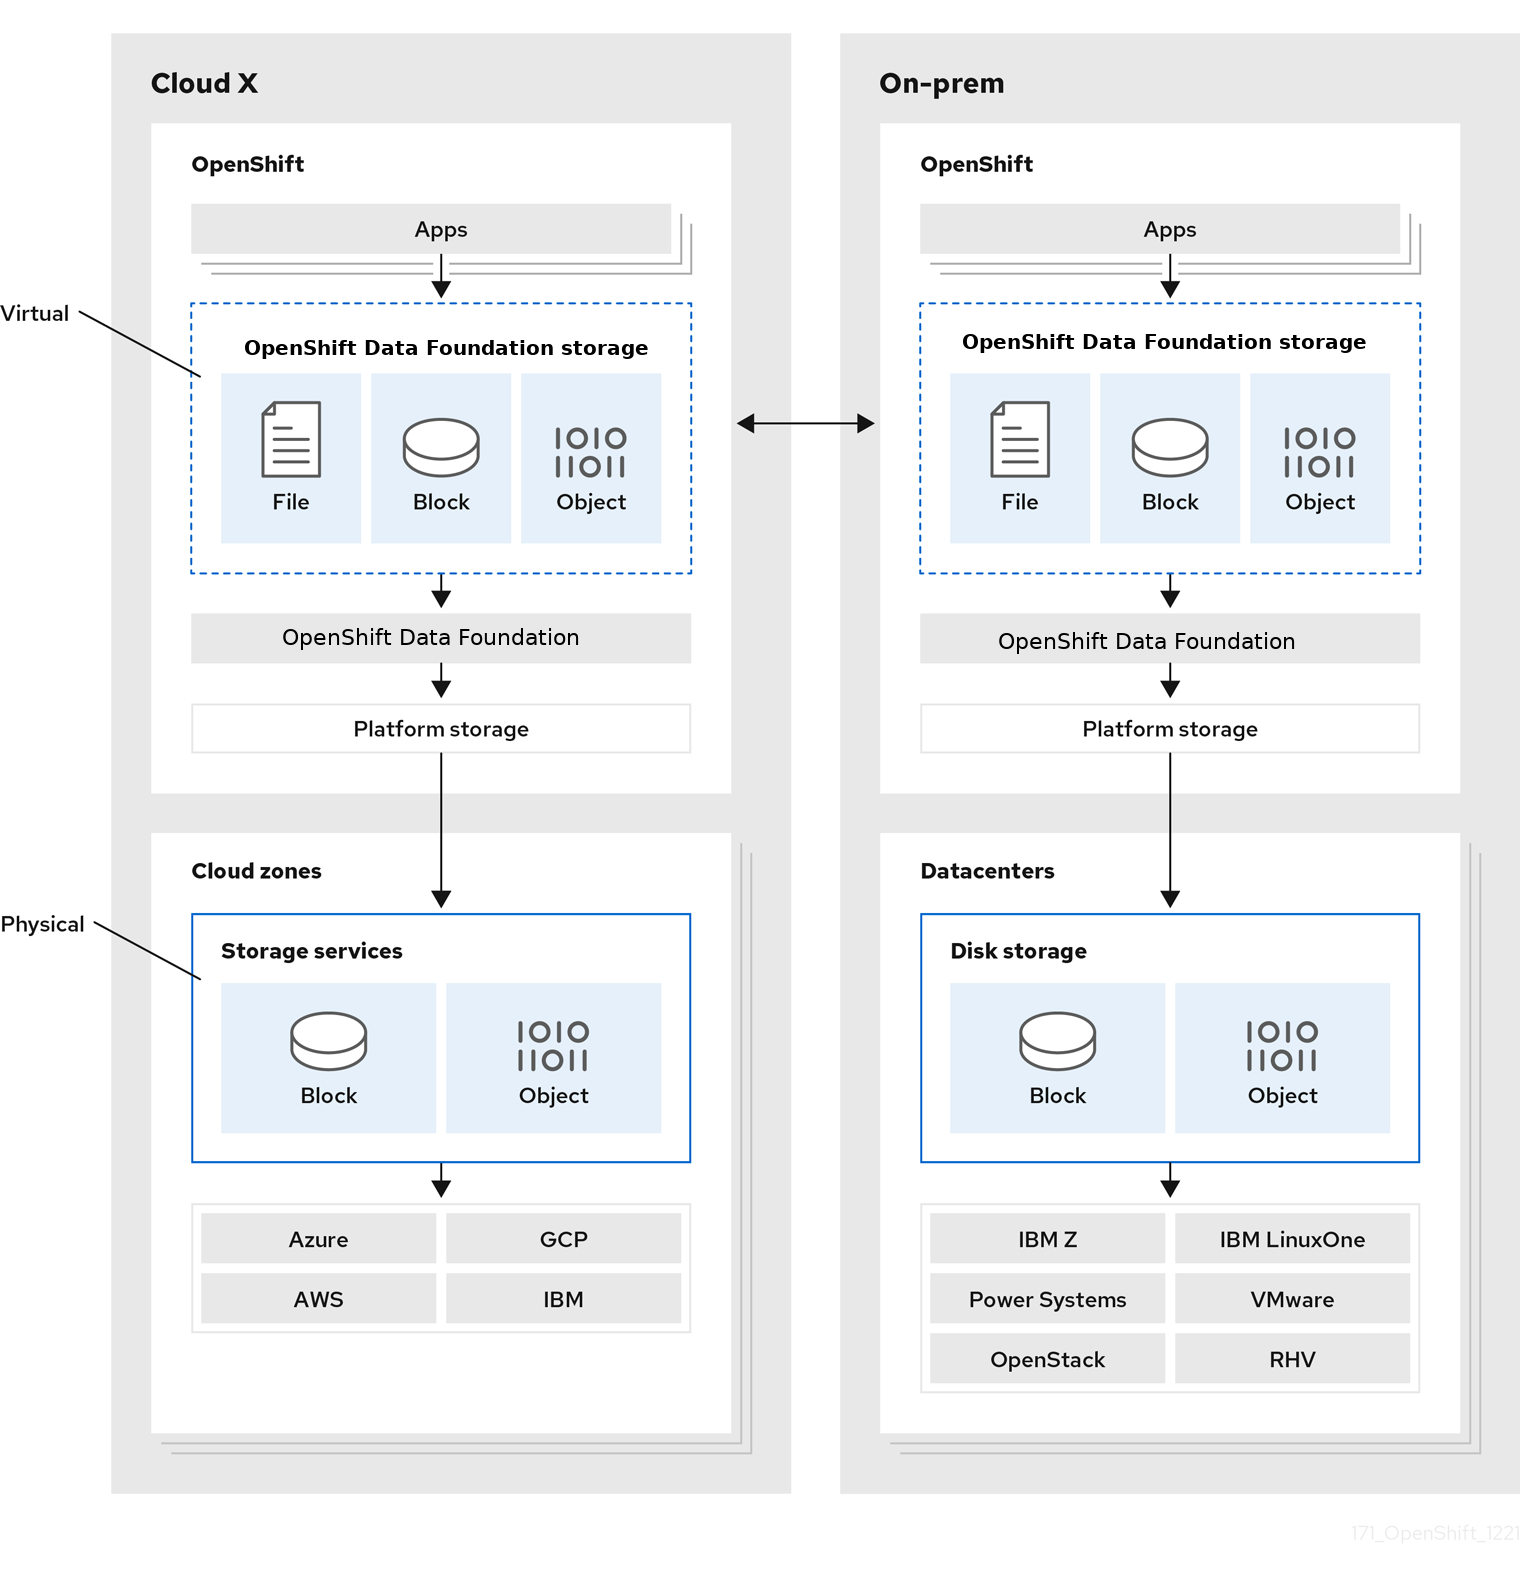 Cloud X
OpenShift
Apps
Virtual
OpenShift Data Foundation storage
File
Block
Object
OpenShift Data Foundation
Platform storage
Cloud zones
Physical
Storage services
Block
Object
Azure
GCP
AWS
IBM
On-prem
OpenShift
Apps
OpenShift Data Foundation storage
File
Block
Object
OpenShift Data Foundation
Platform storage
Datacenters
Disk storage
Block
Object
IBM Z
IBM LinuxOne
Power Systems
VMware
OpenStack
RHV
171_OpenShift_1221